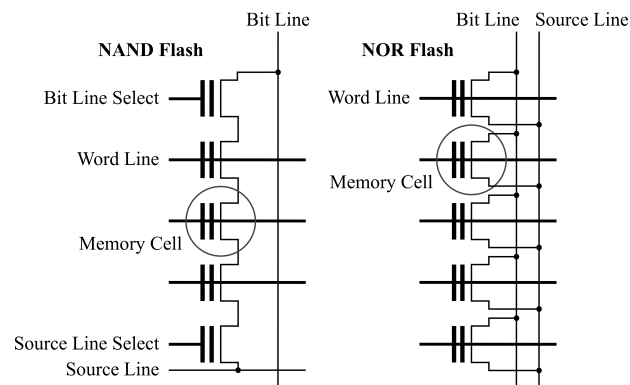 Bit Line
NAND Flash
Bit Line Select
Word Line
Memory Cell
Source Line Select
Source Line
Bit Line
Source Line
NOR Flash
Word Line
Memory Cell